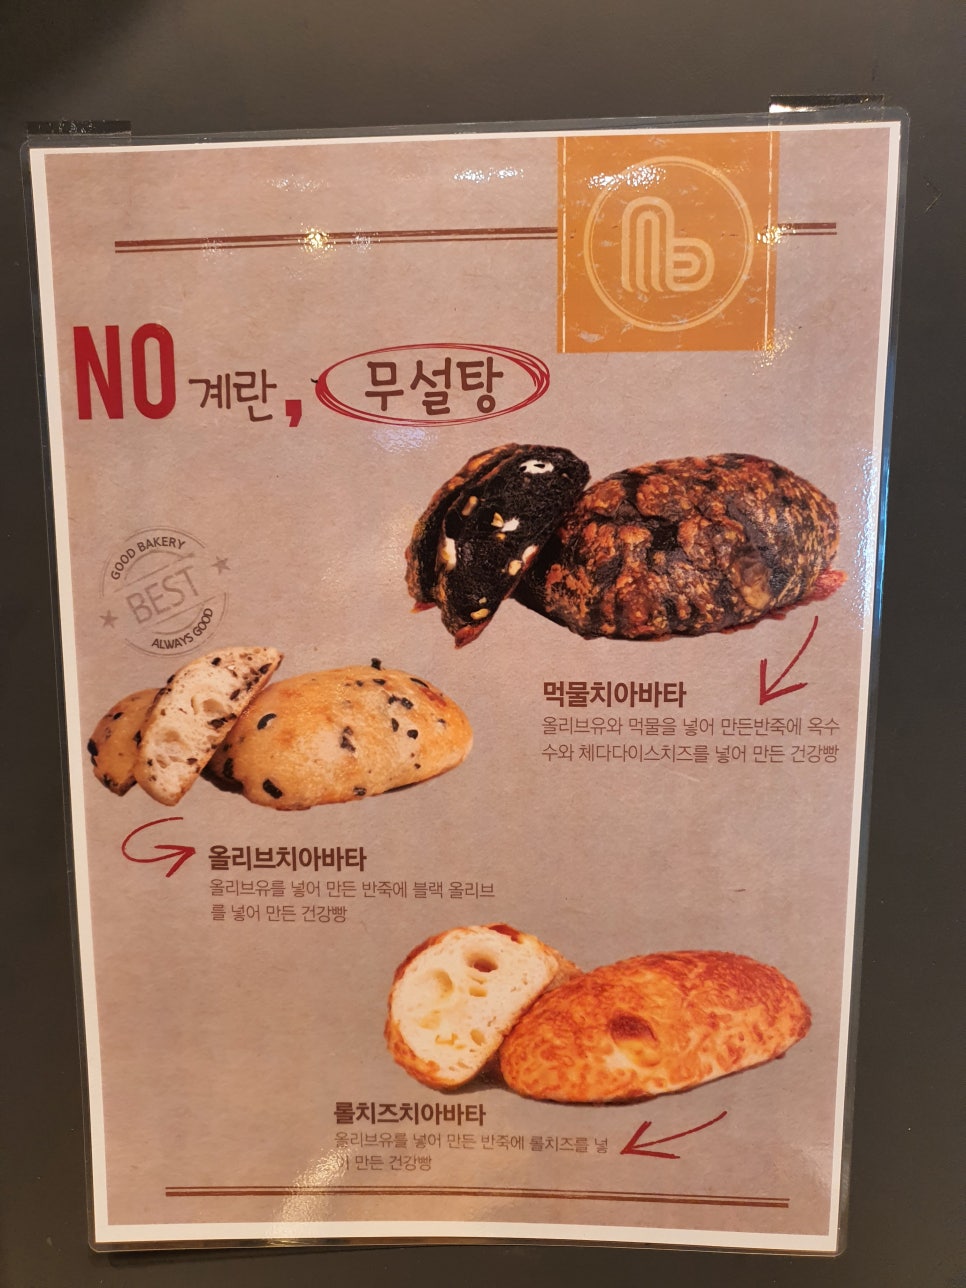 NO 계란, 무설탕
GOOD BAKERY
BEST
ALWAYS GOOD
먹물치아바타
올리브유와 먹물을 넣어 만든반죽에 옥수
수와 체다다이스치즈를 넣어 만든 건강빵
올리브치아바타
올리브유를 넣어 만든 반죽에 블랙 올리브
를 넣어 만든 건강빵
롤치즈치아바타
올리브유를 넣어 만든 반죽에 롤치즈를 넣
어 만든 건강빵